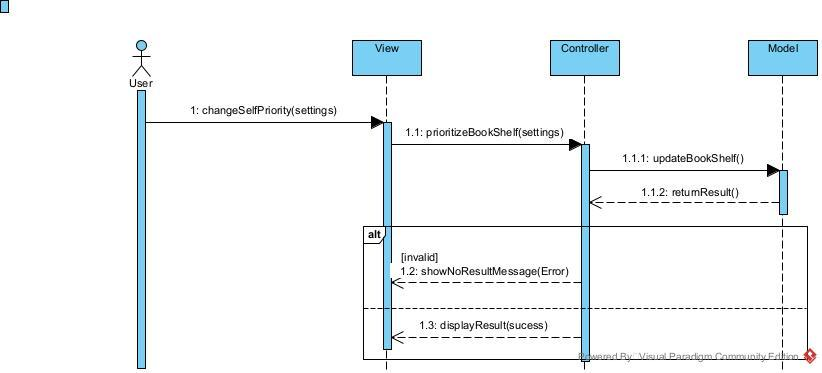 View
Controller
Model
User
1: changeSelfPriority(settings)
1.1: prioritizeBookShelf(settings)
1.1.1: updateBookShelf()
1.1.2: returnResult()
alt
[invalid]
1.2: showNoResultMessage(Error)
1.3: displayResult(sucess)
Powered By: Visual Paradigm Community Edition